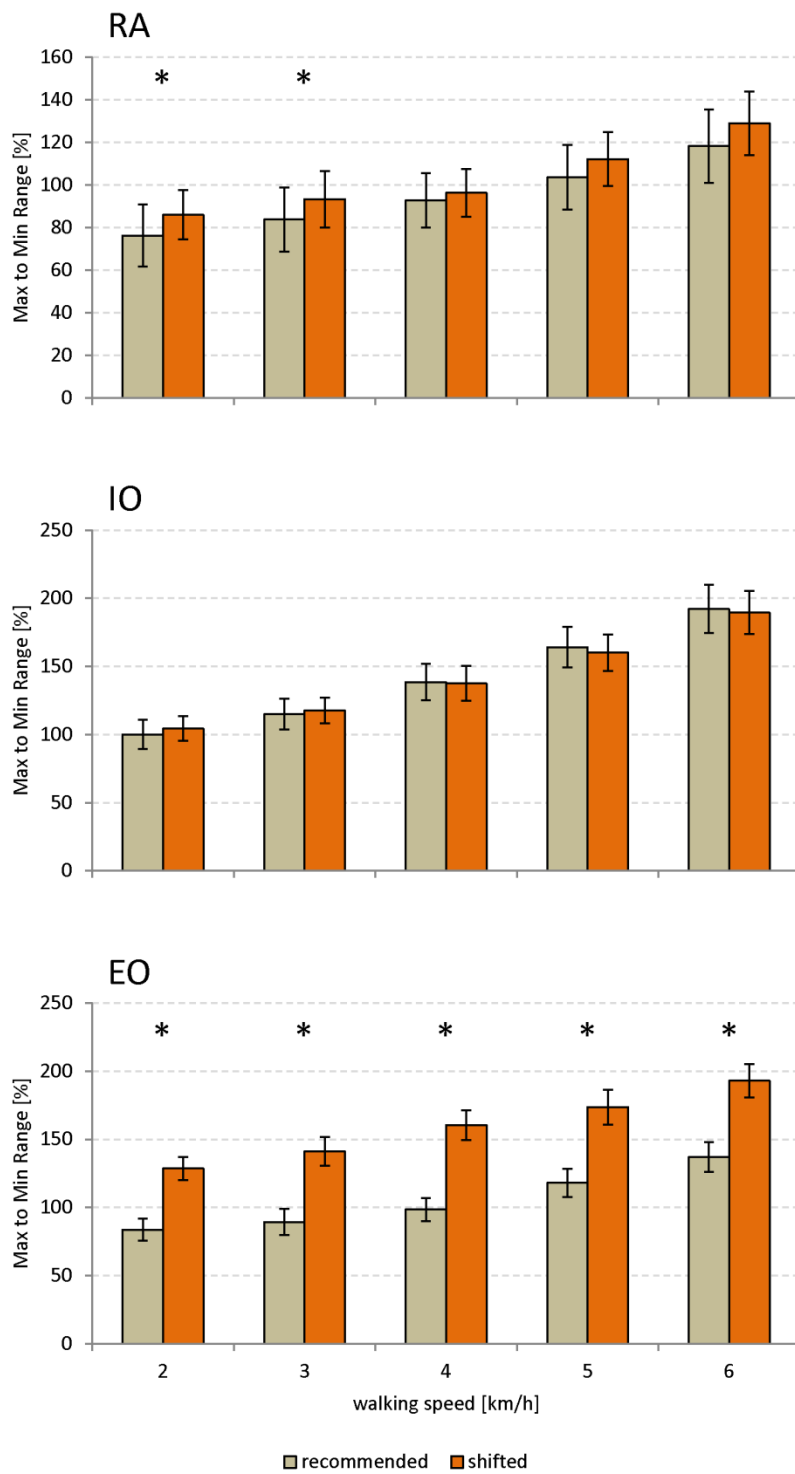 RA
Max to Min Range [%]
160
140
120
100
80
60
40
20
0
* *
IO
Max to Min Range [%]
250
200
150
100
50
0
EO
Max to Min Range [%]
250
200
150
100
50
0
* * * * *
2 3 4 5 6
walking speed [km/h]
recommended shifted